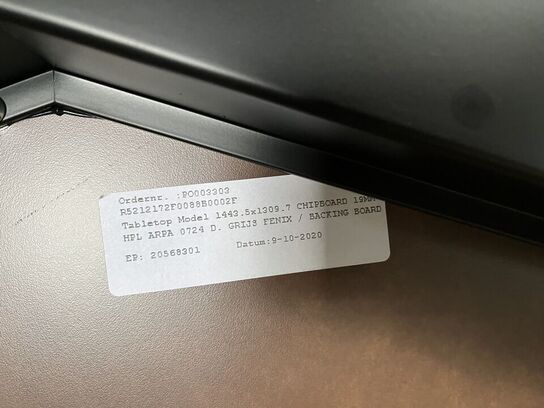 Ordernr. :PO003303
R5212172F0088B0002F
Tabletop Model 1443.5x1309.7 CHIPBOARD 19MM
HPL ARPA 0724 D. GRIJS FENIX / BACKING BOARD
EP: 20568301 Datum:9-10-2020